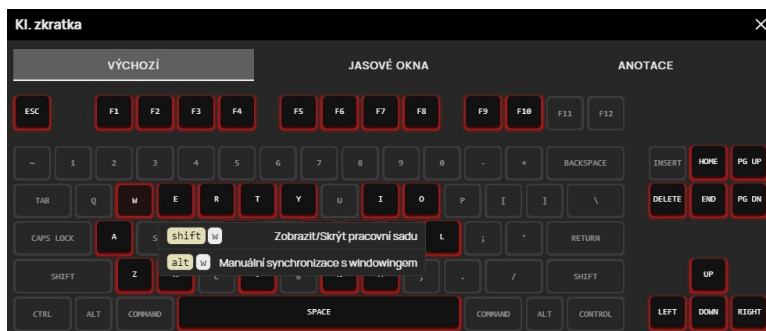 Kl. zkratka
VÝCHOZÍ JASOVÉ OKNA ANOTACE
ESC F1 F2 F3 F4 F5 F6 F7 F8 F9 F10 F11 F12
~ 1 2 3 4 5 6 7 8 9 0 - + BACKSPACE INSERT HOME PG UP
TAB Q W E R T Y U I O P [ ] \ DELETE END PG DN
CAPS LOCK A S L ; ' RETURN
shift w Zobrazit/Skrýt pracovní sadu
alt w Manuální synchronizace s windowingem
SHIFT Z . / SHIFT UP
CTRL ALT COMMAND SPACE COMMAND ALT CONTROL LEFT DOWN RIGHT